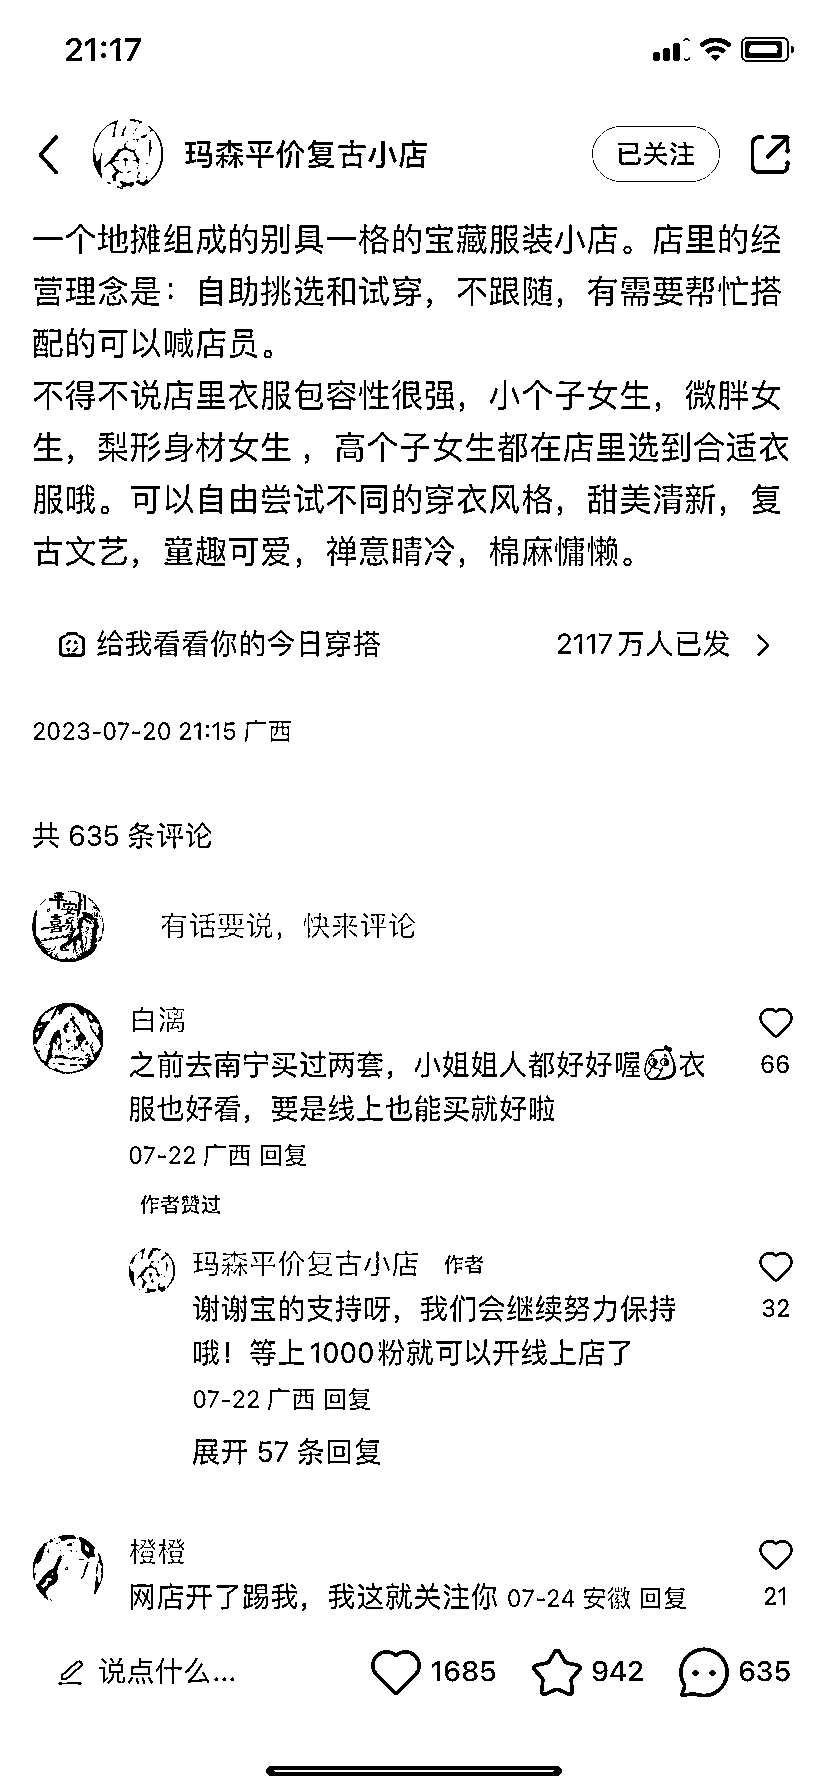 21:17
玛森平价复古小店
已关注
一个地摊组成的别具一格的宝藏服装小店。店里的经
营理念是：自助挑选和试穿，不跟随，有需要帮忙搭
配的可以喊店员。
不得不说店里衣服包容性很强，小个子女生，微胖女
生，梨形身材女生 ，高个子女生都在店里选到合适衣
服哦。可以自由尝试不同的穿衣风格，甜美清新，复
古文艺，童趣可爱，禅意晴冷，棉麻慵懒。
给我看看你的今日穿搭
2117万人已发
2023-07-20 21:15 广西
共 635 条评论
平安
喜乐
有话要说，快来评论
白漓
之前去南宁买过两套，小姐姐人都好好喔衣
66
服也好看，要是线上也能买就好啦
07-22 广西 回复
作者赞过
玛森平价复古小店 作者
谢谢宝的支持呀，我们会继续努力保持
32
哦！等上1000粉就可以开线上店了
07-22 广西 回复
展开 57 条回复
橙橙
网店开了踢我，我这就关注你 07-24 安徽 回复
21
说点什么...
1685
942
635